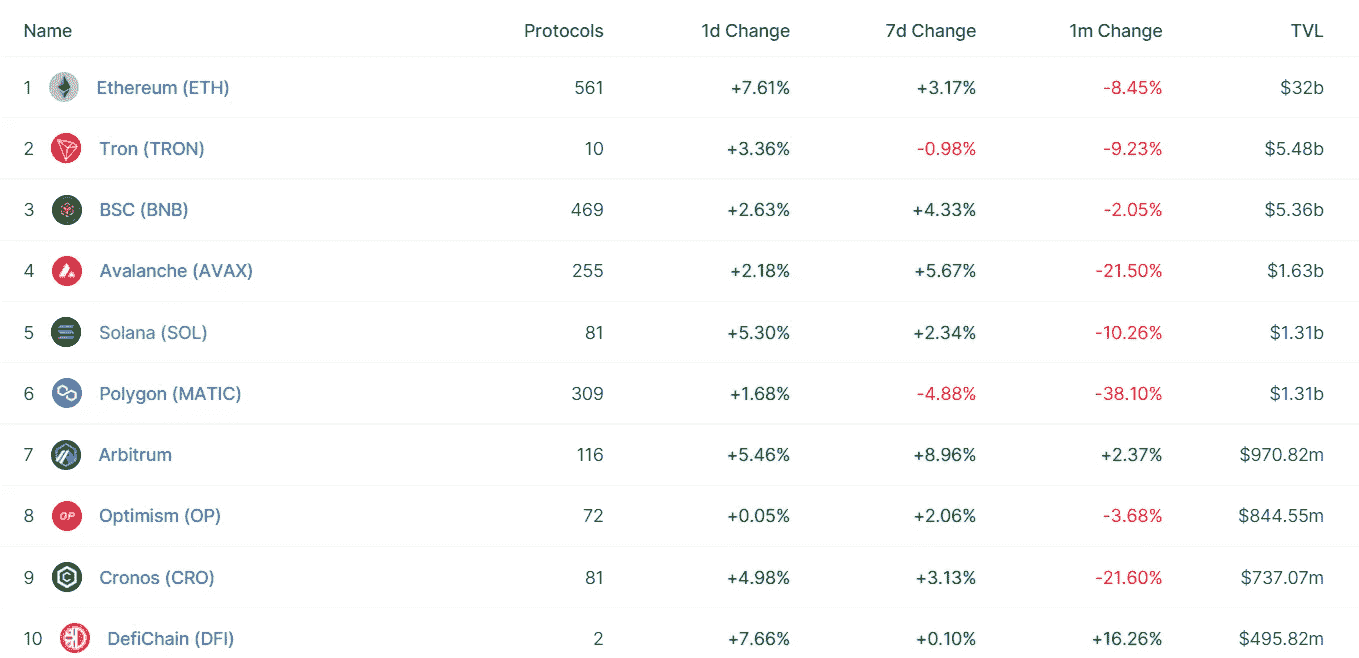 Name Protocols 1d Change 7d Change 1m Change TVL
1 Ethereum (ETH) 561 +7.61% +3.17% -8.45% $32b
2 Tron (TRON) 10 +3.36% -0.98% -9.23% $5.48b
3 BSC (BNB) 469 +2.63% +4.33% -2.05% $5.36b
4 Avalanche (AVAX) 255 +2.18% +5.67% -21.50% $1.63b
5 Solana (SOL) 81 +5.30% +2.34% -10.26% $1.31b
6 Polygon (MATIC) 309 +1.68% -4.88% -38.10% $1.31b
7 Arbitrum 116 +5.46% +8.96% +2.37% $970.82m
8 OP Optimism (OP) 72 +0.05% +2.06% -3.68% $844.55m
9 Cronos (CRO) 81 +4.98% +3.13% -21.60% $737.07m
10 DefiChain (DFI) 2 +7.66% +0.10% +16.26% $495.82m